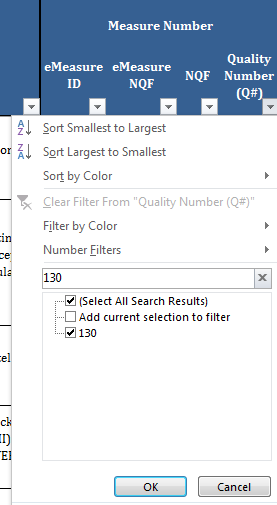 Measure Number
eMeasure ID
eMeasure NQF
NQF
Quality Number (Q#)
Sort Smallest to Largest
Sort Largest to Smallest
Sort by Color
Clear Filter From "Quality Number (Q#)"
Filter by Color
Number Filters
130
(Select All Search Results)
Add current selection to filter
130
OK
Cancel